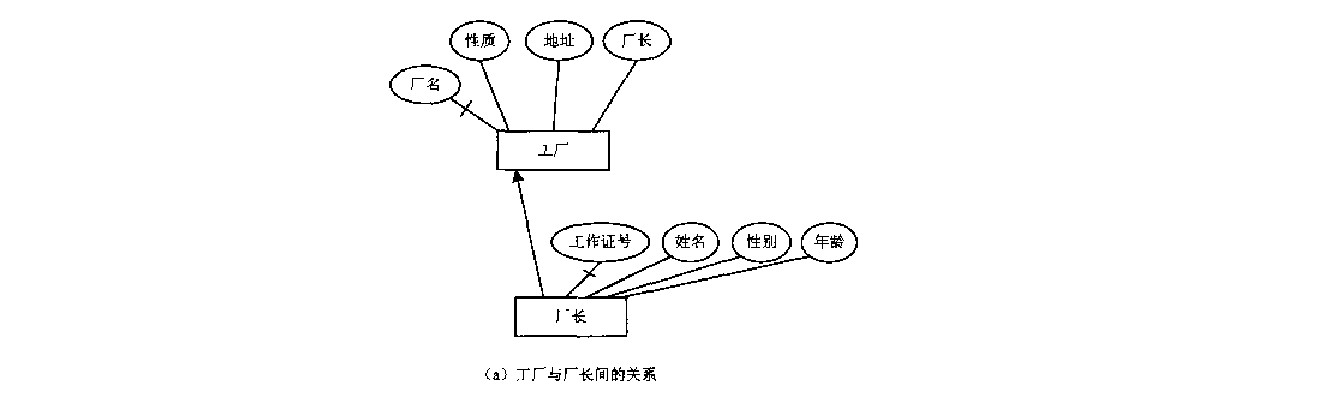 性质 地址 厂长
厂名
工厂
工作证号 姓名 性别 年龄
厂长
（a）工厂与厂长间的关系